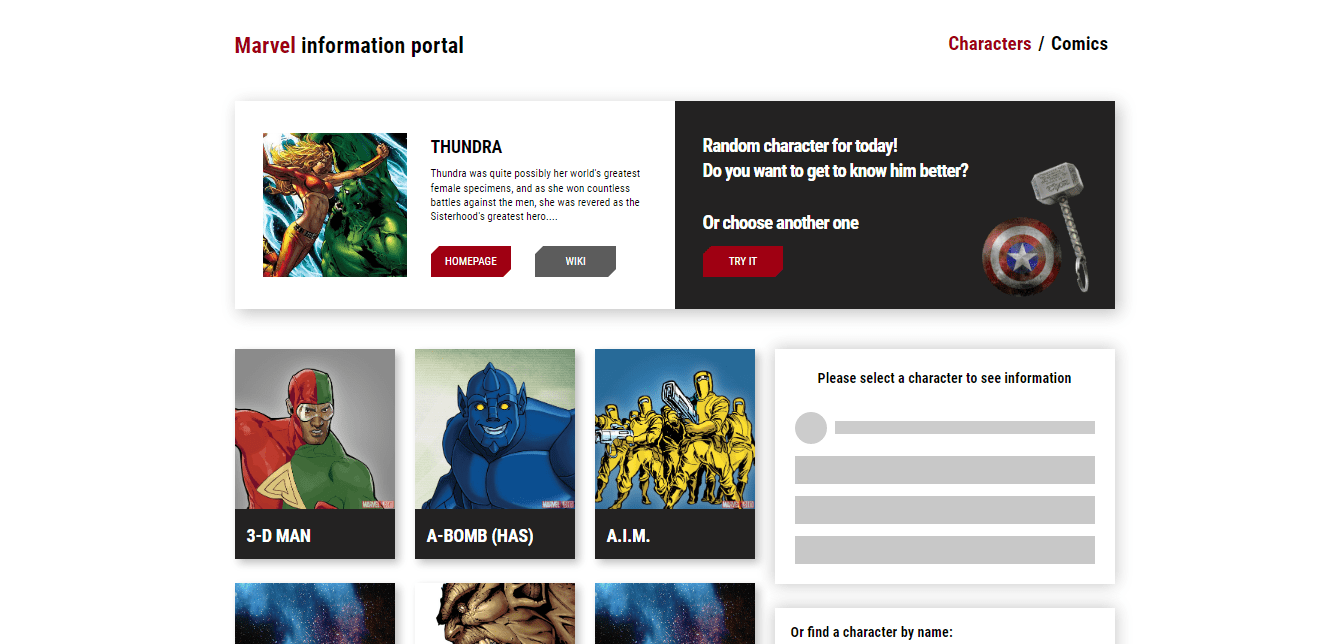 Marvel information portal
Characters / Comics
THUNDRA
Thundra was quite possibly her world's greatest
female specimens, and as she won countless
battles against the men, she was revered as the
Sisterhood's greatest hero....
HOMEPAGE
WIKI
Random character for today!
Do you want to get to know him better?
Or choose another one
TRY IT
3-D MAN
A-BOMB (HAS)
A.I.M.
Please select a character to see information
Or find a character by name: